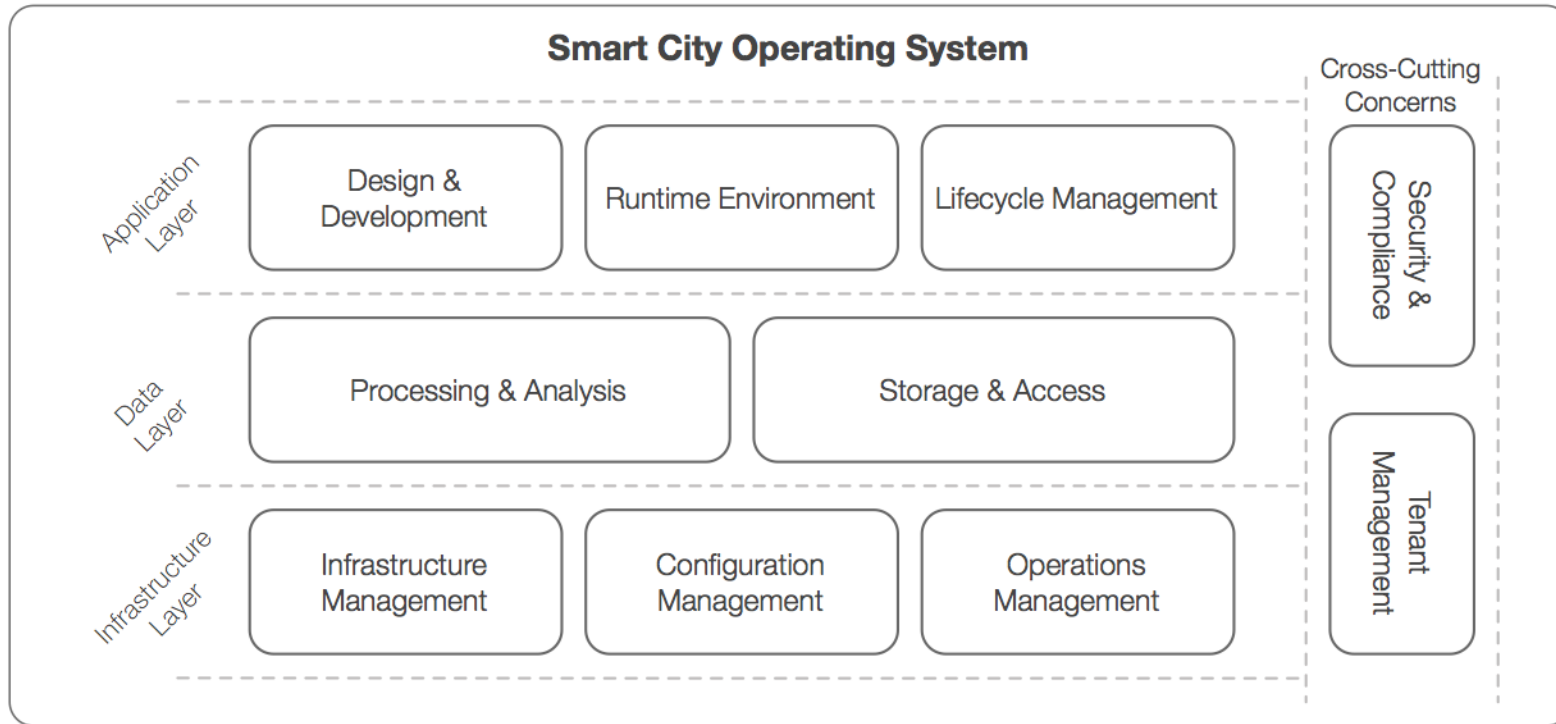 Smart City Operating System
Cross-Cutting
Concerns
Application
Layer
Design &
Development
Runtime Environment
Lifecycle Management
Security &
Compliance
Data
Layer
Processing & Analysis
Storage & Access
Infrastructure
Layer
Infrastructure
Management
Configuration
Management
Operations
Management
Tenant
Management